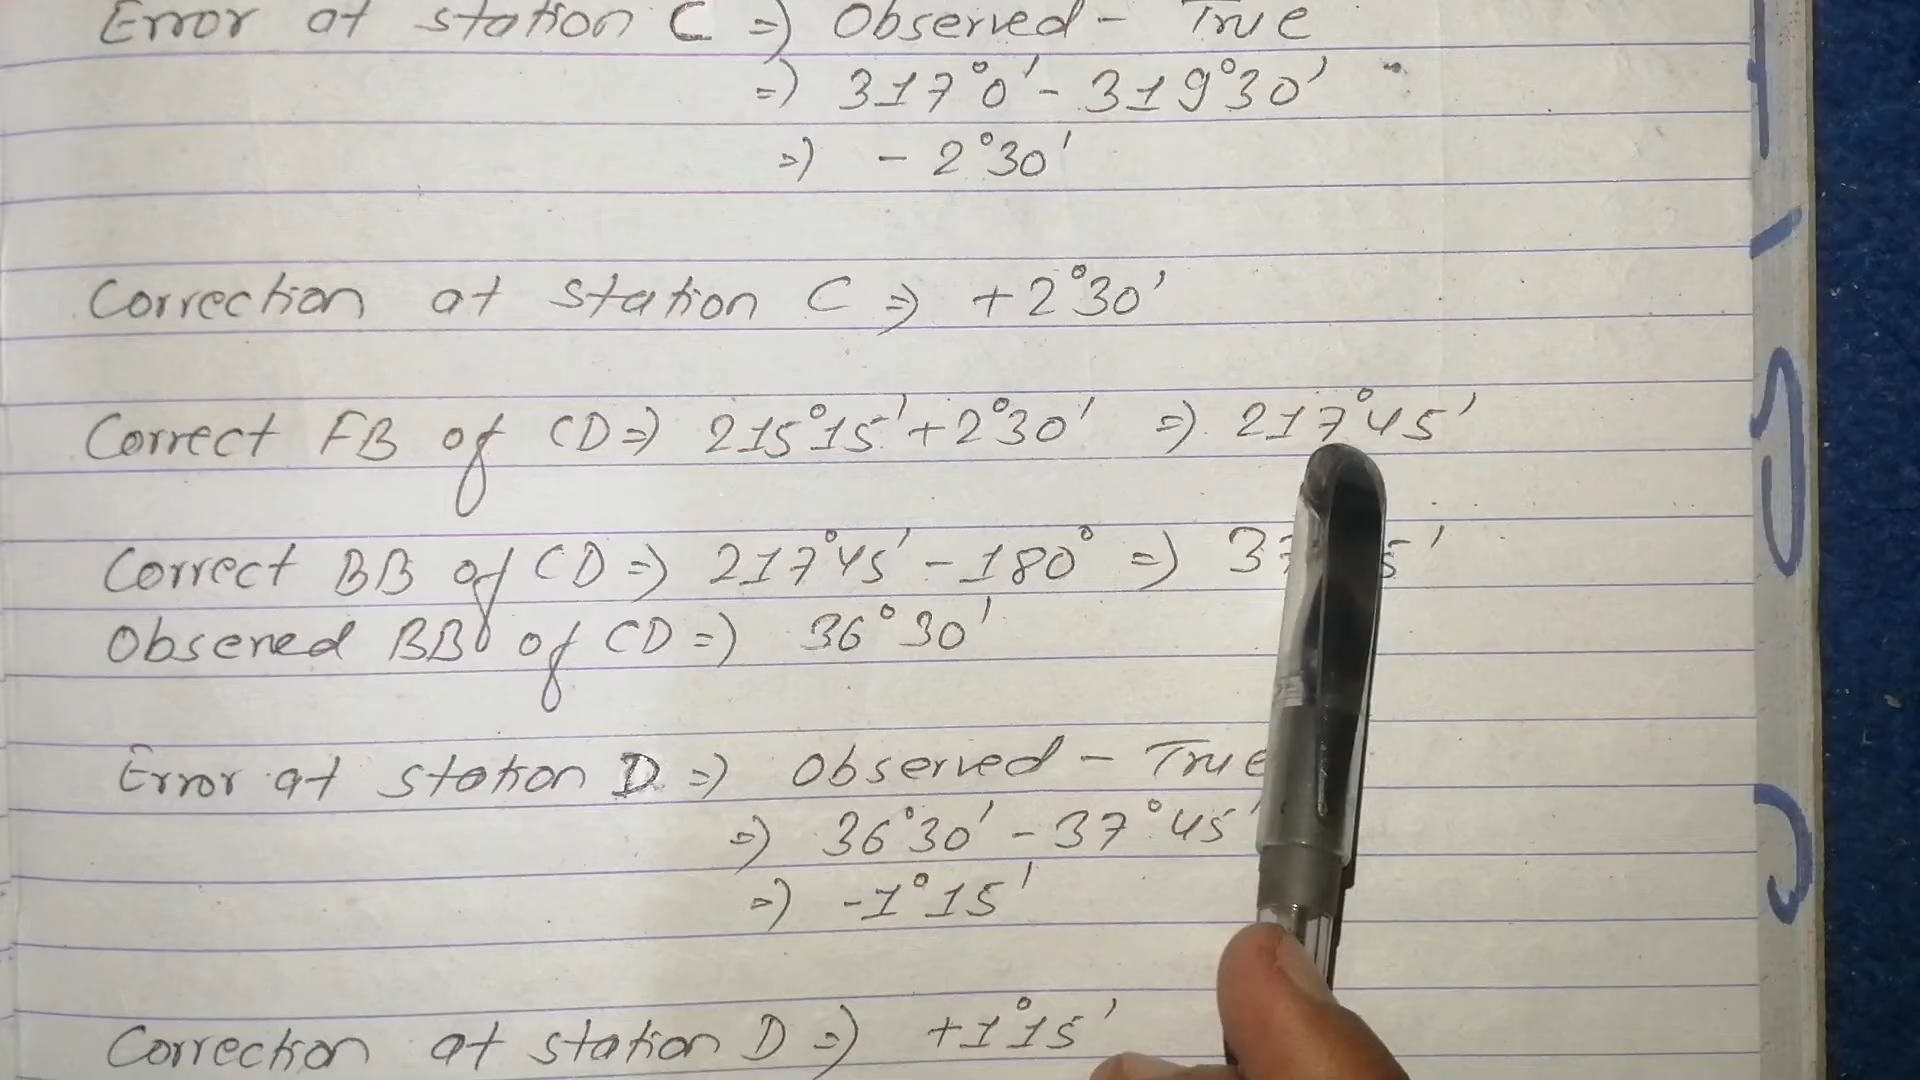 Error at station C => Observed - True
=> 317°0' - 319°30'
=> - 2°30'
Correction at station C => +2°30'
Correct FB of CD => 215°15' + 2°30' => 217°45'
Correct BB of CD => 217°45' - 180° =>
Observed BB of CD => 36°30'
Error at station D => Observed - True
=> 36°30' - 37°45'
=> -1°15'
Correction at station D => +1°15'